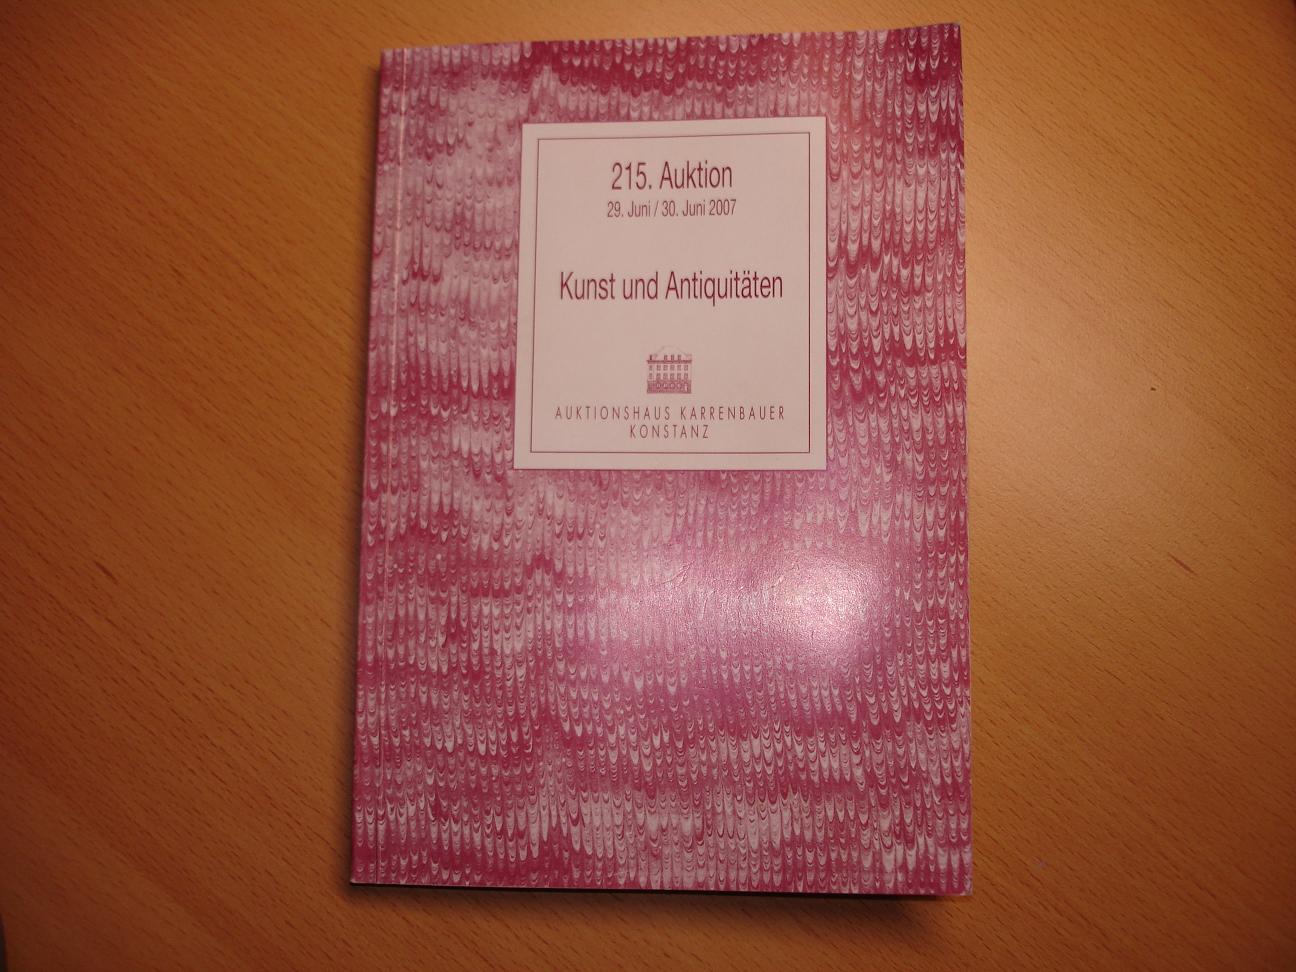 215. Auktion
29. Juni / 30. Juni 2007
Kunst und Antiquitäten
AUKTIONSHAUS KARRENBAUER
KONSTANZ